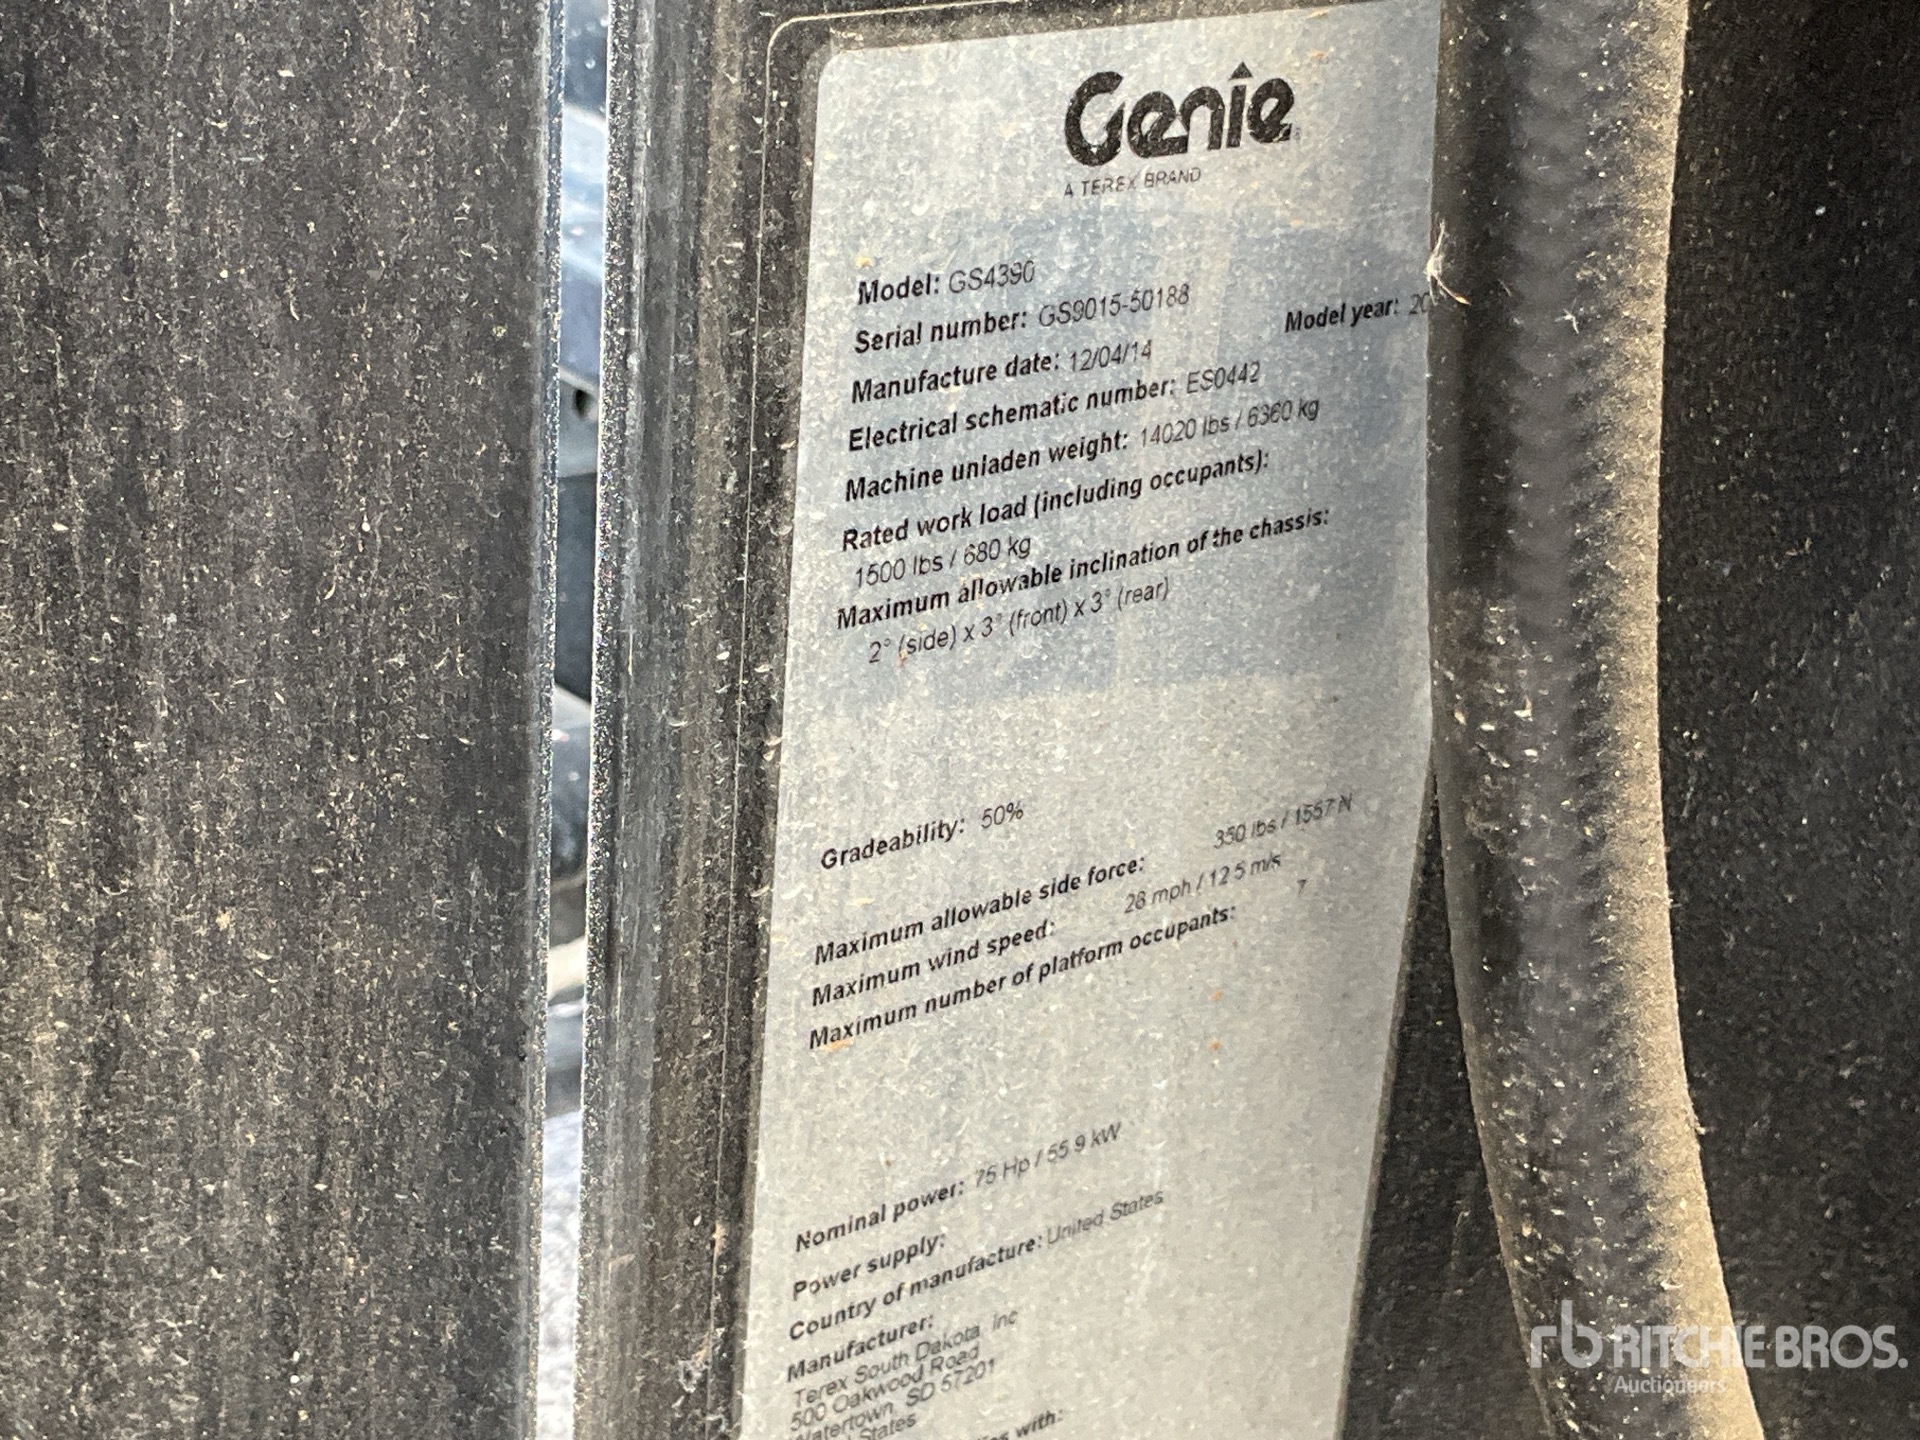 Genie
A TEREX BRAND
Model: GS4390
Serial number: GS9015-50188
Model year: 20
Manufacture date: 12/04/14
Electrical schematic number: ES0442
Machine unladen weight: 14020 lbs / 6360 kg
Rated work load (including occupants):
1500 lbs / 680 kg
Maximum allowable inclination of the chassis:
2° (side) x 3° (front) x 3° (rear)
Gradeability: 50%
Maximum allowable side force: 350 lbs / 1557 N
Maximum wind speed: 28 mph / 12.5 m/s
Maximum number of platform occupants: 7
Nominal power: 75 Hp / 55.9 kW
Power supply:
Country of manufacture: United States
Manufacturer:
Terex South Dakota, Inc
500 Oakwood Road
Watertown, SD 57201
States
with:
rb RITCHIE BROS.
Auctioneers